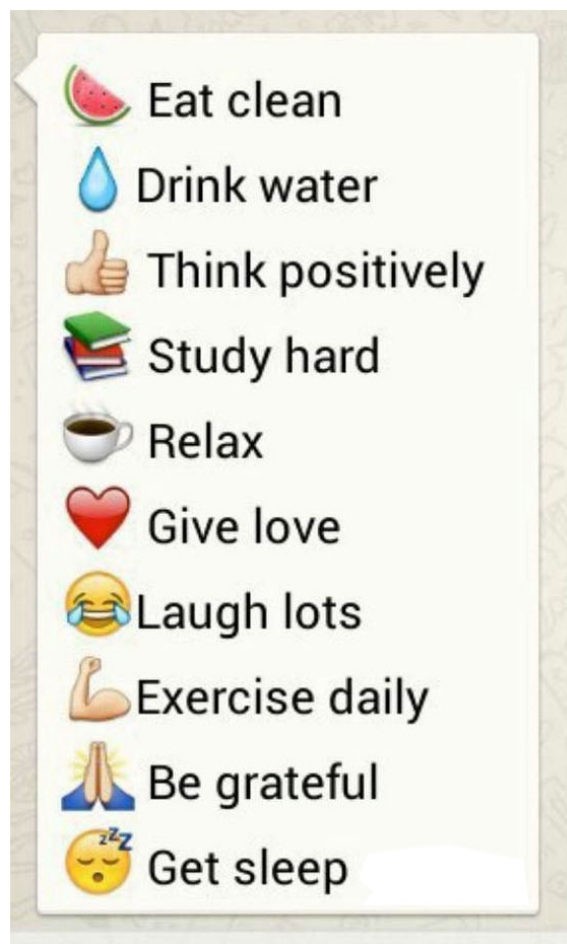 🍉 Eat clean
💧 Drink water
👍 Think positively
📚 Study hard
☕ Relax
❤️ Give love
😂 Laugh lots
💪 Exercise daily
🙏 Be grateful
😴 Get sleep